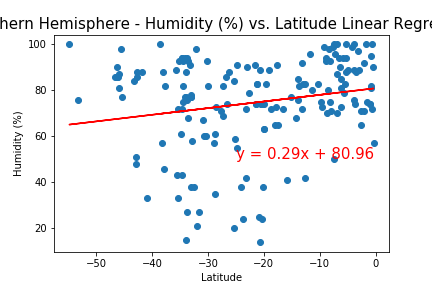 hern Hemisphere - Humidity (%) vs. Latitude Linear Regre
100
80
60
40
20
Humidity (%)
y = 0.29x + 80.96
−50 −40 −30 −20 −10 0
Latitude